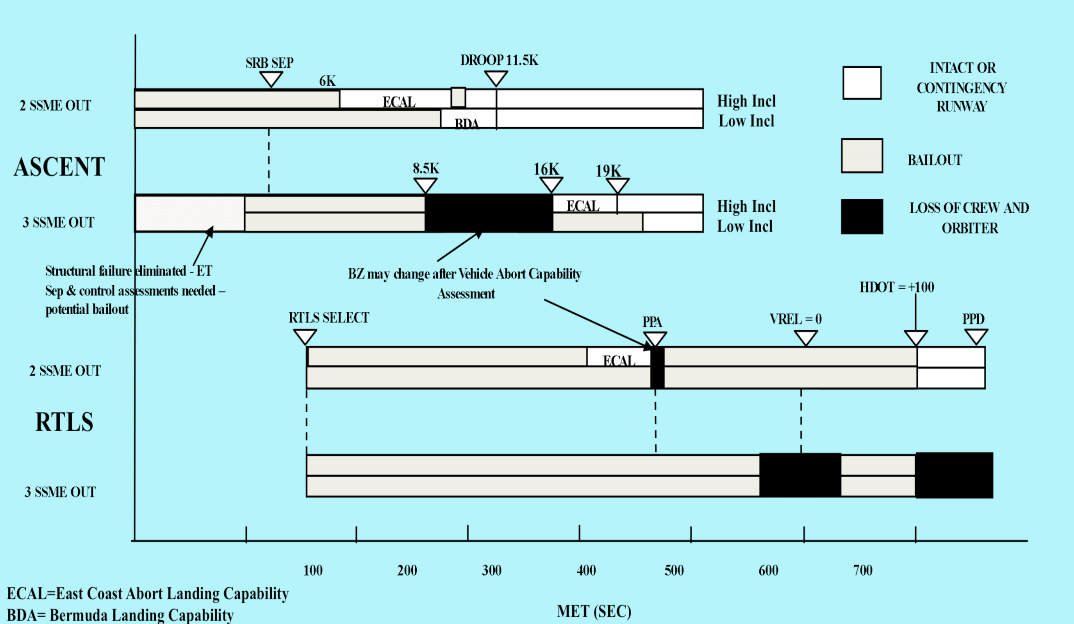 SRB SEP
DROOP 11.5K
6K
2 SSME OUT
ECAL
BDA
High Incl
Low Incl
INTACT OR
CONTINGENCY
RUNWAY
BAILOUT
LOSS OF CREW AND
ORBITER
ASCENT
8.5K
16K
19K
3 SSME OUT
ECAL
High Incl
Low Incl
Structural failure eliminated - ET
Sep & control assessments needed –
potential bailout
BZ may change after Vehicle Abort Capability
Assessment
HDOT = +100
RTLS SELECT
PPA
VREL = 0
PPD
2 SSME OUT
ECAL
RTLS
3 SSME OUT
100 200 300 400 500 600 700
MET (SEC)
ECAL=East Coast Abort Landing Capability
BDA= Bermuda Landing Capability